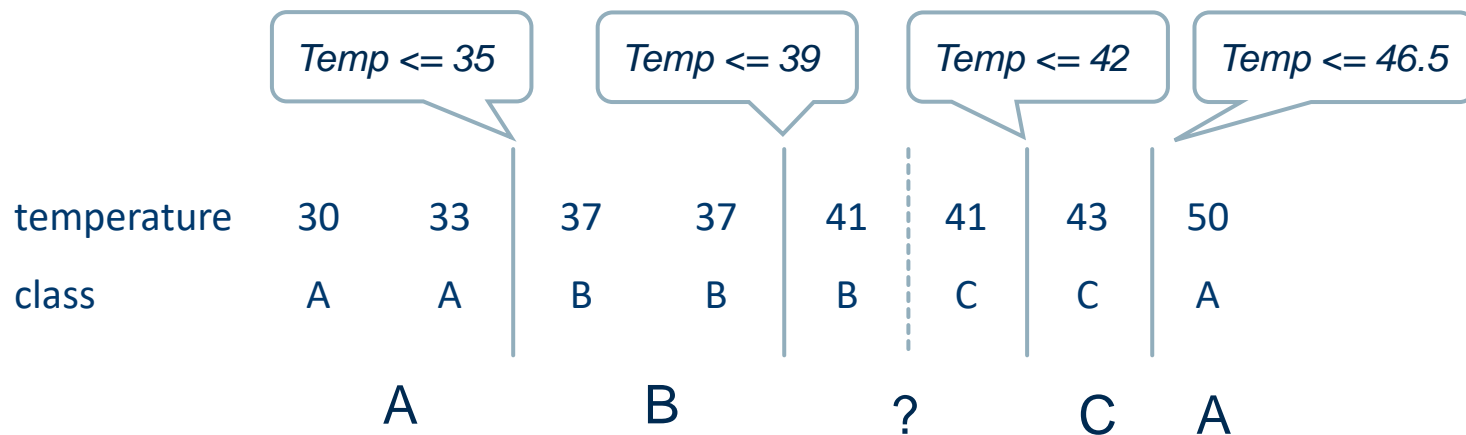 Temp <= 35 Temp <= 39 Temp <= 42 Temp <= 46.5
temperature 30 33 37 37 41 41 43 50
class A A B B B C C A
A B ? C A